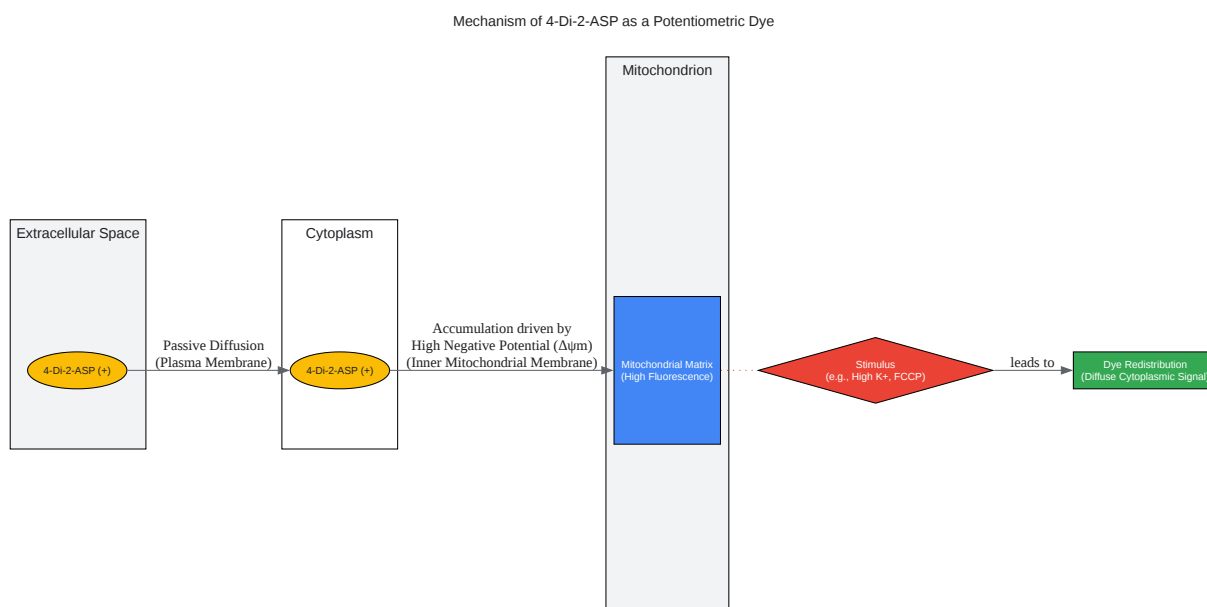 Mechanism of 4-Di-2-ASP as a Potentiometric Dye
Mitochondrion
Extracellular Space
Cytoplasm
4-Di-2-ASP (+)
Passive Diffusion
(Plasma Membrane)
4-Di-2-ASP (+)
Accumulation driven by
High Negative Potential (Δψm)
(Inner Mitochondrial Membrane)
Mitochondrial Matrix
(High Fluorescence)
Stimulus
(e.g., High K+, FCCP)
leads to
Dye Redistribution
(Diffuse Cytoplasmic Signal)